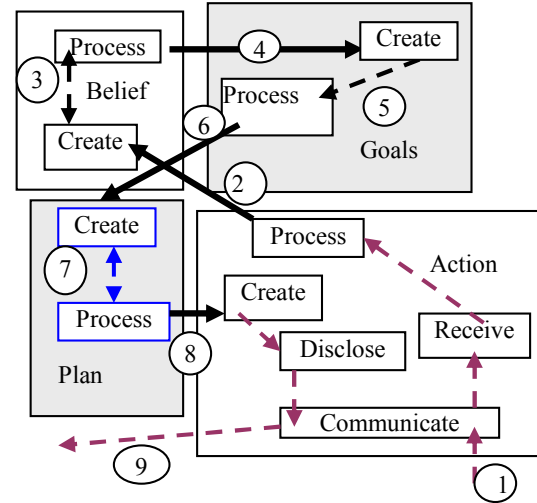 Process
4
Create
3
Belief
Process
5
Create
6
Goals
2
Create
Process
7
Action
Create
Process
Receive
8
Disclose
Plan
Communicate
9
1